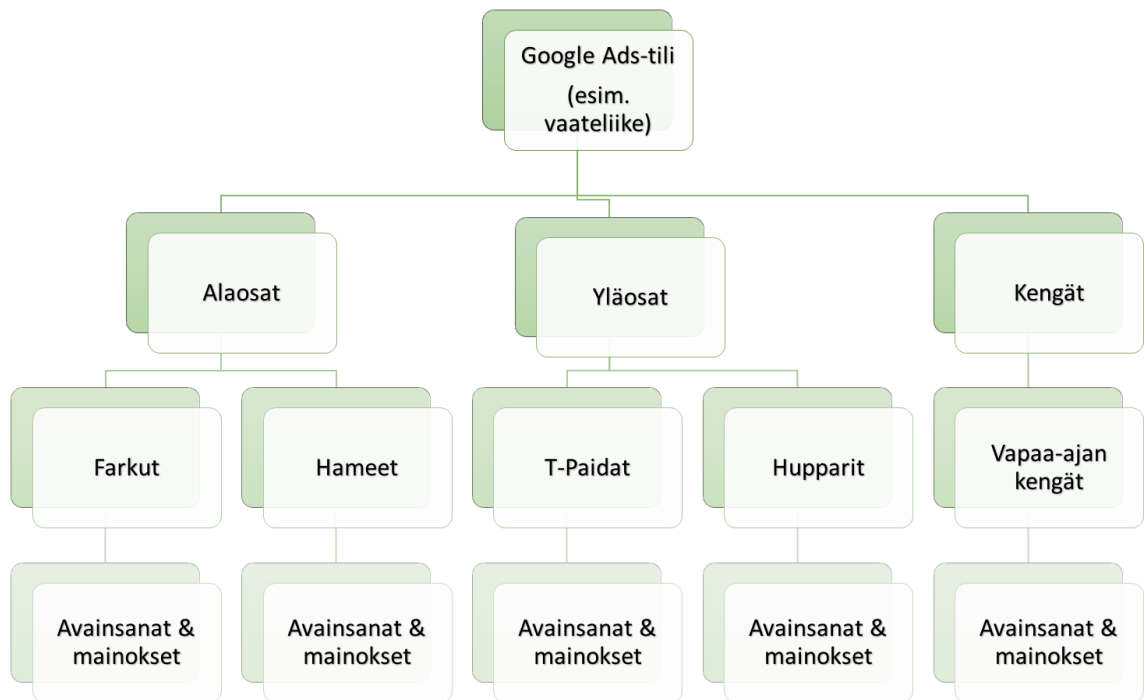 Google Ads-tili
(esim.
vaateliike)
Alaosat
Yläosat
Kengät
Farkut
Hameet
T-Paidat
Hupparit
Vapaa-ajan
kengät
Avainsanat &
mainokset
Avainsanat &
mainokset
Avainsanat &
mainokset
Avainsanat &
mainokset
Avainsanat &
mainokset